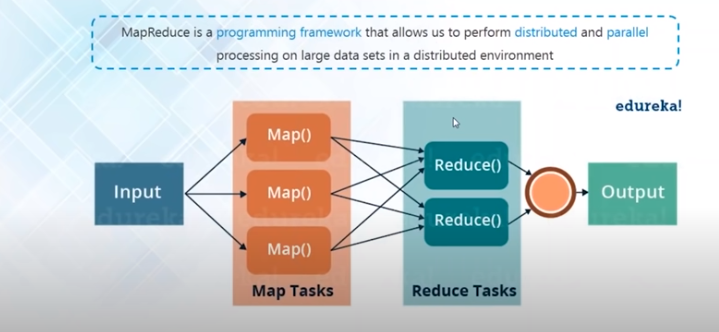 MapReduce is a programming framework that allows us to perform distributed and parallel
processing on large data sets in a distributed environment
edureka!
Input
Map()
Map()
Map()
Map Tasks
Reduce()
Reduce()
Reduce Tasks
Output